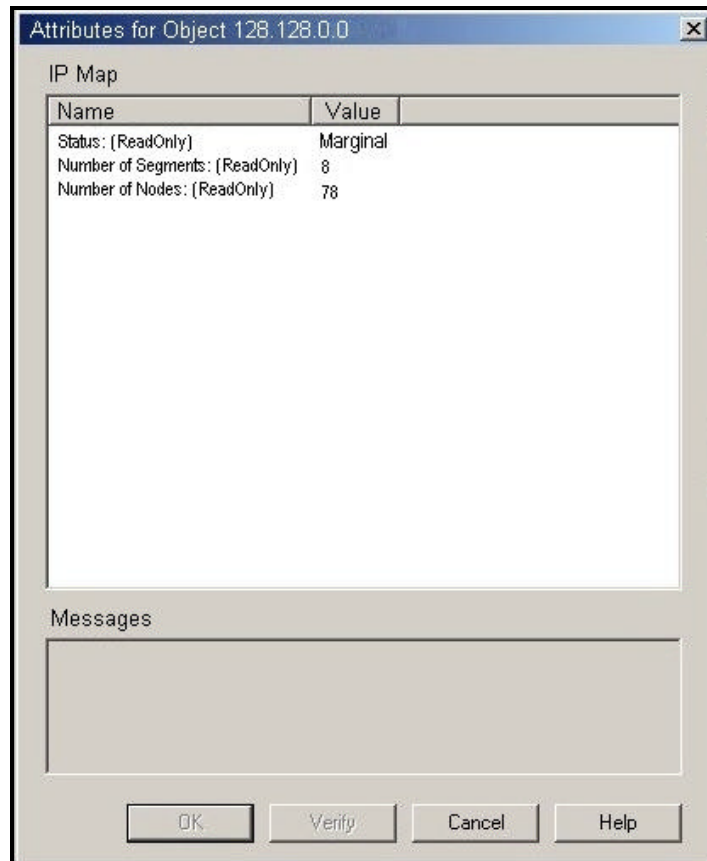 Attributes for Object 128.128.0.0
IP Map
Name Value
Status: (ReadOnly) Marginal
Number of Segments: (ReadOnly) 8
Number of Nodes: (ReadOnly) 78
Messages
OK Verify Cancel Help